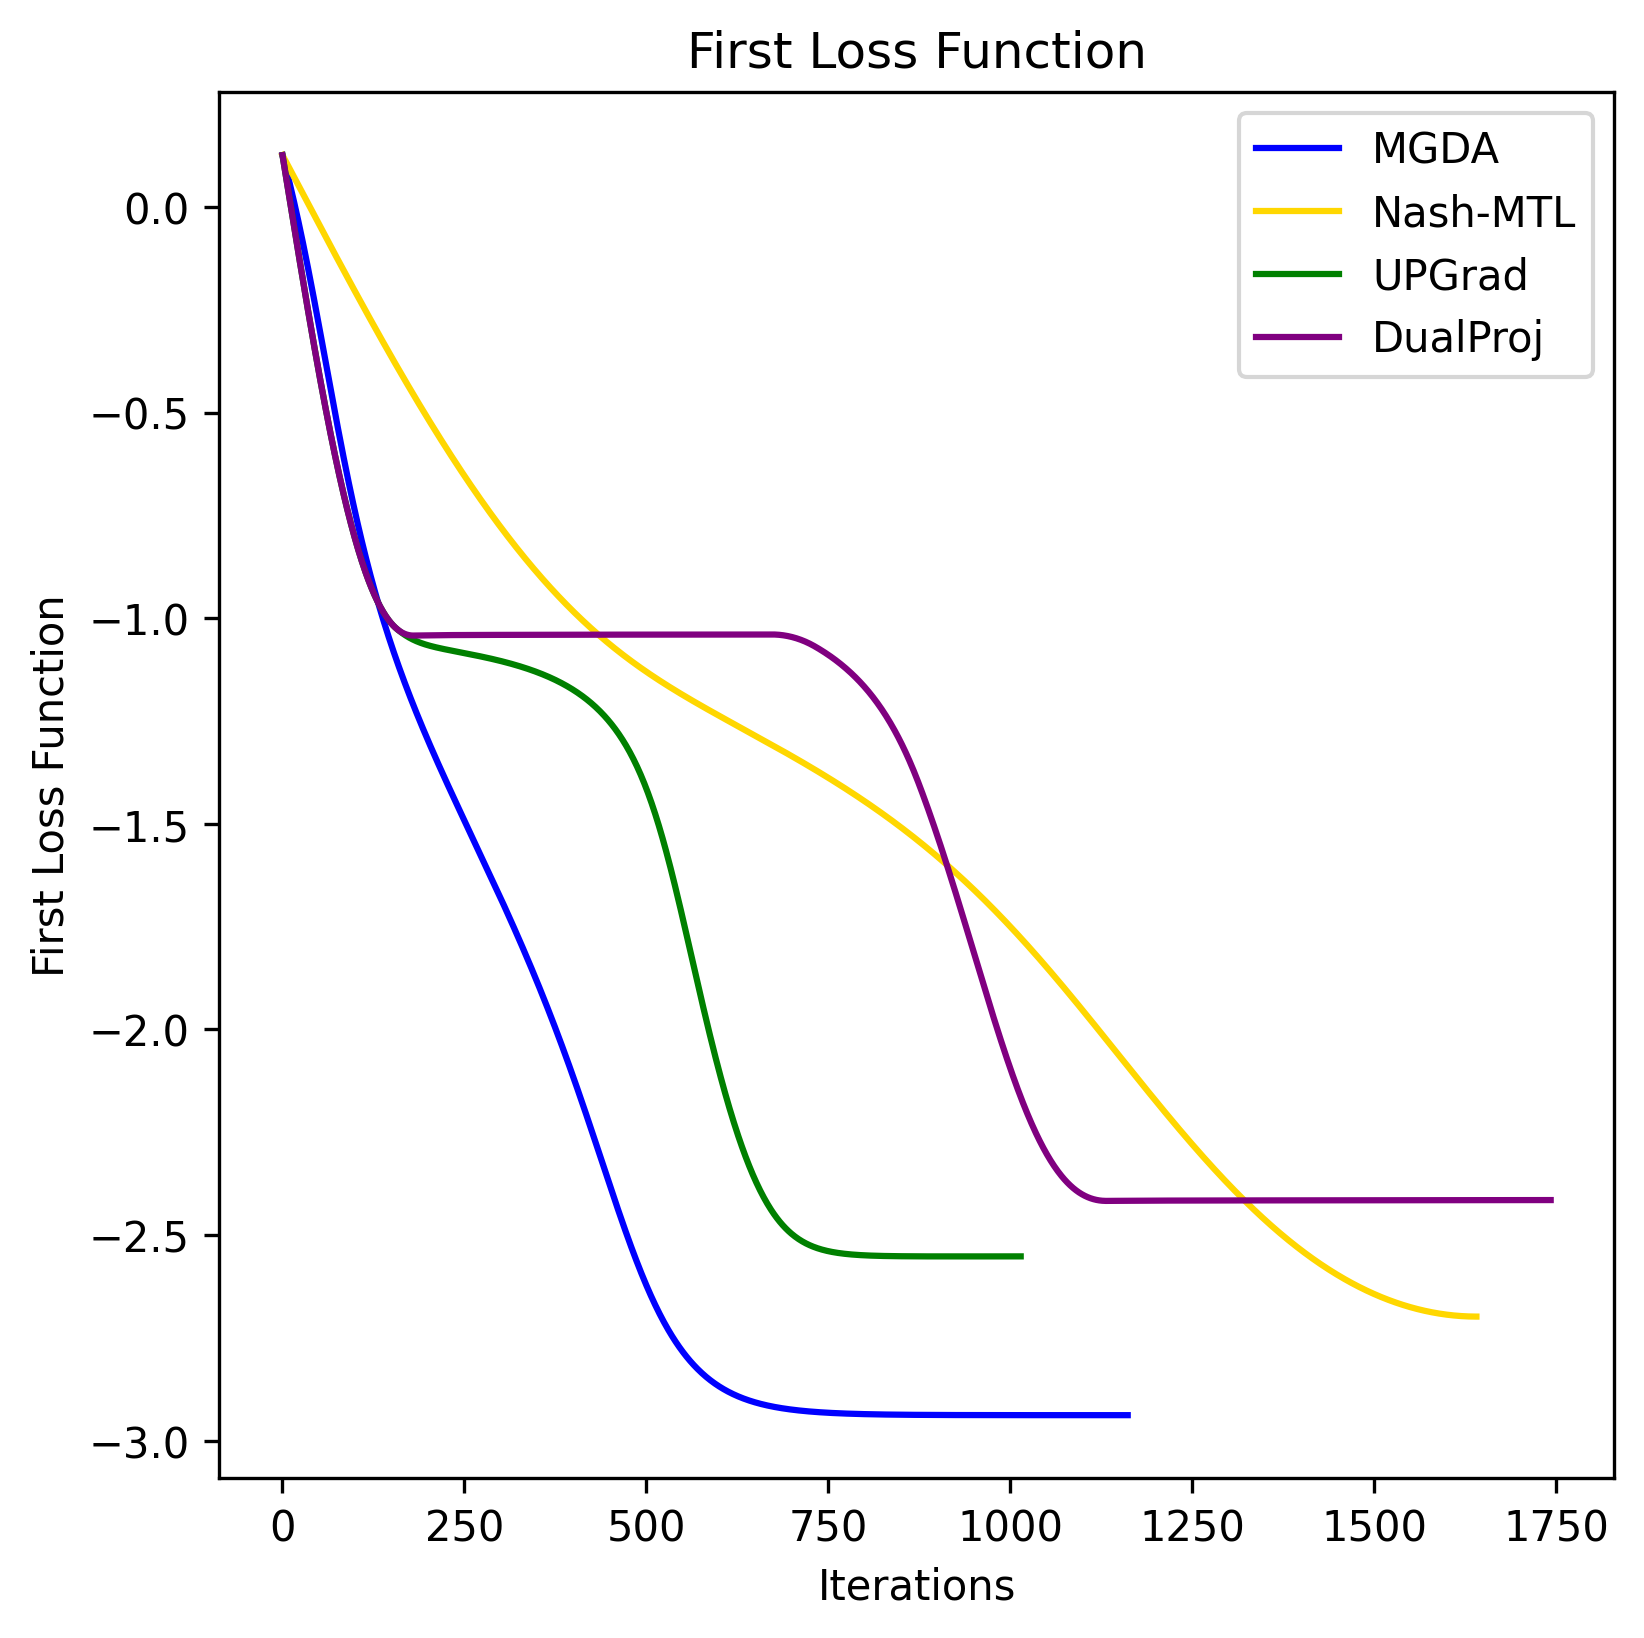 First Loss Function
MGDA
Nash-MTL
UPGrad
DualProj
First Loss Function
0.0
−0.5
−1.0
−1.5
−2.0
−2.5
−3.0
0 250 500 750 1000 1250 1500 1750
Iterations